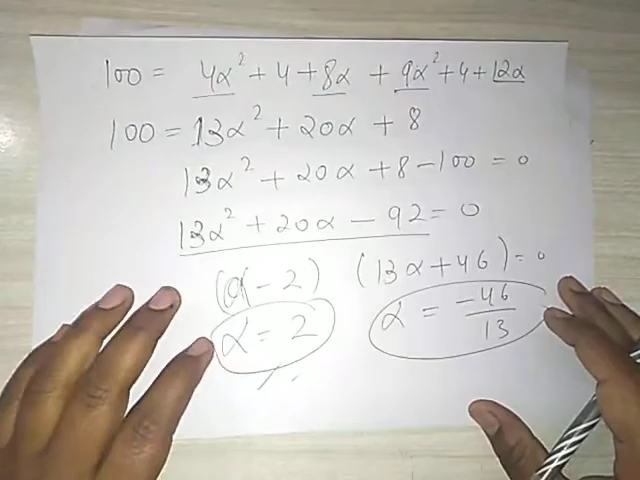 100 = 4α² + 4 + 8α + 9α² + 4 + 12α
100 = 13α² + 20α + 8
13α² + 20α + 8 - 100 = 0
13α² + 20α - 92 = 0
(α - 2) (13α + 46) = 0
α = 2 α = -46/13